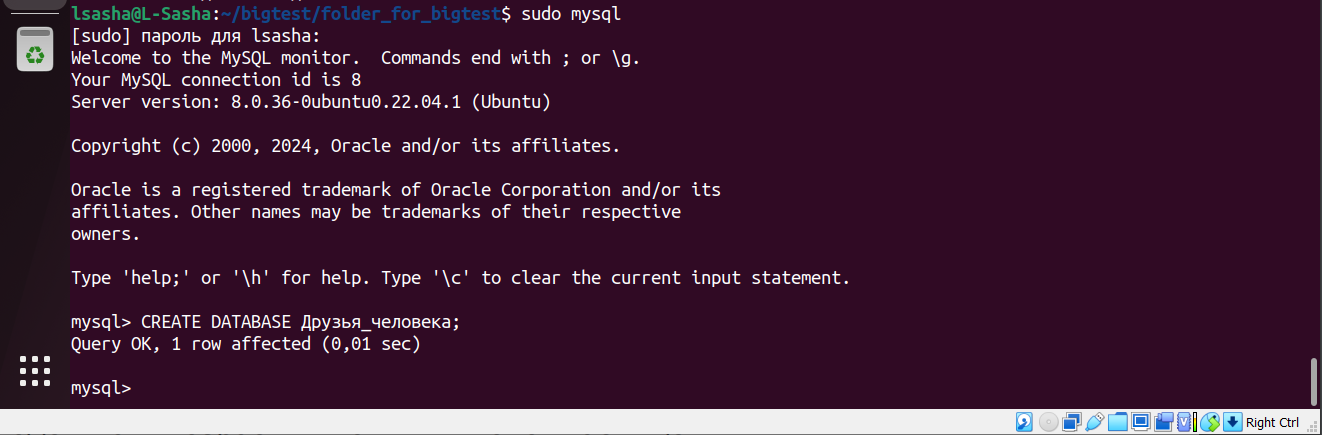 lsasha@L-Sasha:~/bigtest/folder_for_bigtest$ sudo mysql
[sudo] пароль для lsasha:
Welcome to the MySQL monitor.  Commands end with ; or \g.
Your MySQL connection id is 8
Server version: 8.0.36-0ubuntu0.22.04.1 (Ubuntu)
Copyright (c) 2000, 2024, Oracle and/or its affiliates.
Oracle is a registered trademark of Oracle Corporation and/or its
affiliates. Other names may be trademarks of their respective
owners.
Type 'help;' or '\h' for help. Type '\c' to clear the current input statement.
mysql> CREATE DATABASE Друзья_человека;
Query OK, 1 row affected (0,01 sec)
mysql>
Right Ctrl